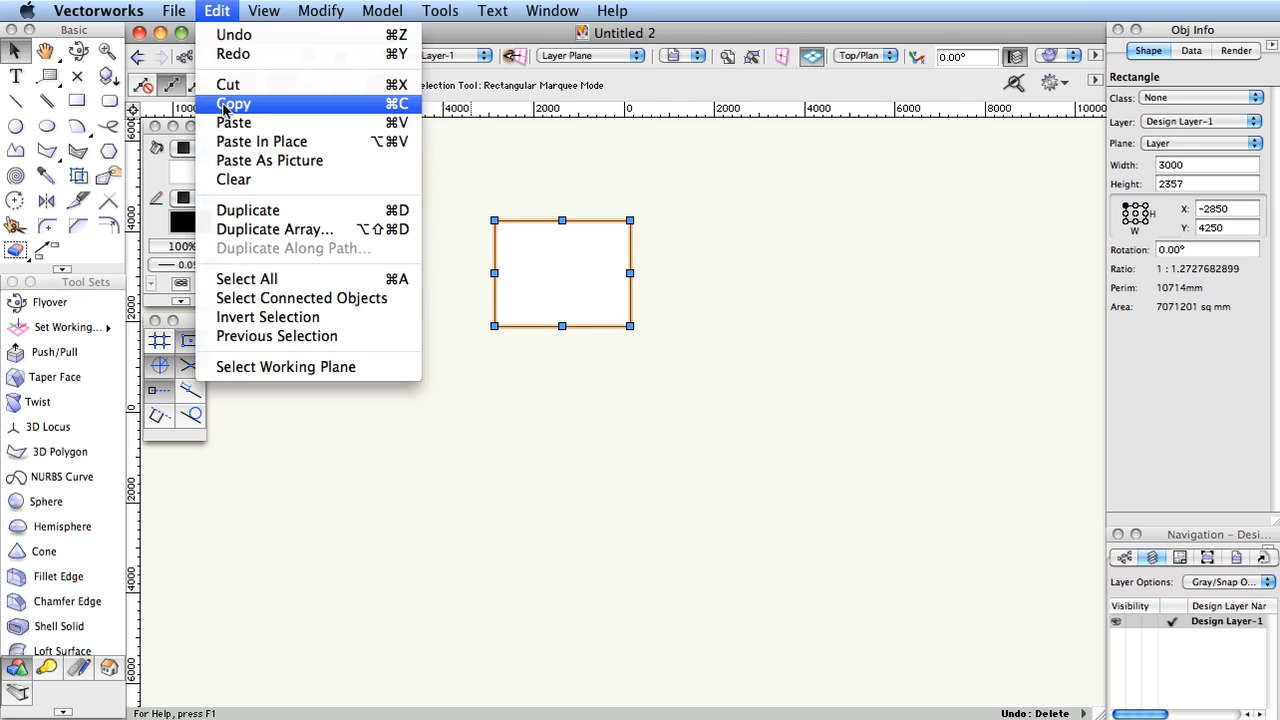 Vectorworks File Edit View Modify Model Tools Text Window Help
Basic
Untitled 2
Layer-1
Layer Plane
Top/Plan
0.00°
Selection Tool: Rectangular Marquee Mode
Undo ⌘Z
Redo ⌘Y
Cut ⌘X
Copy ⌘C
Paste ⌘V
Paste In Place ⌥⌘V
Paste As Picture
Clear
Duplicate ⌘D
Duplicate Array... ⌥⇧⌘D
Duplicate Along Path...
Select All ⌘A
Select Connected Objects
Invert Selection
Previous Selection
Select Working Plane
4000 2000 0 2000 4000 6000 8000 10000
4000
2000
0
2000
4000
6000
100%
Tool Sets
Flyover
Set Working...
Push/Pull
Taper Face
Twist
3D Locus
3D Polygon
NURBS Curve
Sphere
Hemisphere
Cone
Fillet Edge
Chamfer Edge
Shell Solid
Loft Surface
Obj Info
Shape Data Render
Rectangle
Class: None
Layer: Design Layer-1
Plane: Layer
Width: 3000
Height: 2357
H
W
X: -2850
Y: 4250
Rotation: 0.00°
Ratio: 1 : 1.2727682899
Perim: 10714mm
Area: 7071201 sq mm
Navigation – Desi...
Layer Options: Gray/Snap O...
Visibility Design Layer Nar
Design Layer-1
For Help, press F1
Undo: Delete